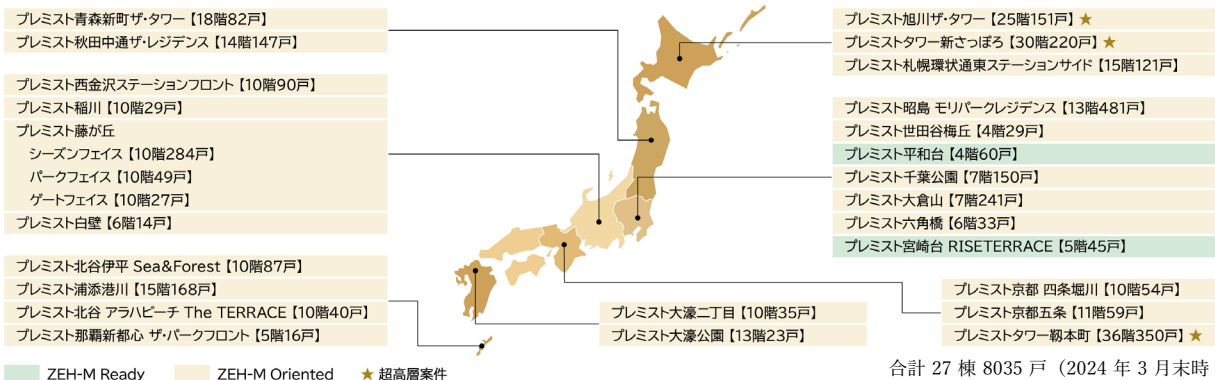 プレミスト青森新町ザ・タワー【18階82戸】
プレミスト秋田中通ザ・レジデンス【14階147戸】
プレミスト西金沢ステーションフロント【10階90戸】
プレミスト稲川【10階29戸】
プレミスト藤が丘
シーズンフェイス【10階284戸】
パークフェイス【10階49戸】
ゲートフェイス【10階27戸】
プレミスト白壁【6階14戸】
プレミスト北谷伊平 Sea&Forest【10階87戸】
プレミスト浦添港川【15階168戸】
プレミスト北谷 アラハビーチ The TERRACE【10階40戸】
プレミスト那覇新都心 ザ・パークフロント【5階16戸】
プレミスト旭川ザ・タワー【25階151戸】★
プレミストタワー新さっぽろ【30階220戸】★
プレミスト札幌環状通東ステーションサイド【15階121戸】
プレミスト昭島 モリパークレジデンス【13階481戸】
プレミスト世田谷梅丘【4階29戸】
プレミスト平和台【4階60戸】
プレミスト千葉公園【7階150戸】
プレミスト大倉山【7階241戸】
プレミスト六角橋【6階33戸】
プレミスト宮崎台 RISETERRACE【5階45戸】
プレミスト京都 四条堀川【10階54戸】
プレミスト京都五条【11階59戸】
プレミストタワー靱本町【36階350戸】★
プレミスト大濠二丁目【10階35戸】
プレミスト大濠公園【13階23戸】
ZEH-M Ready ZEH-M Oriented ★ 超高層案件
合計 27 棟 8035 戸（2024 年 3 月末時